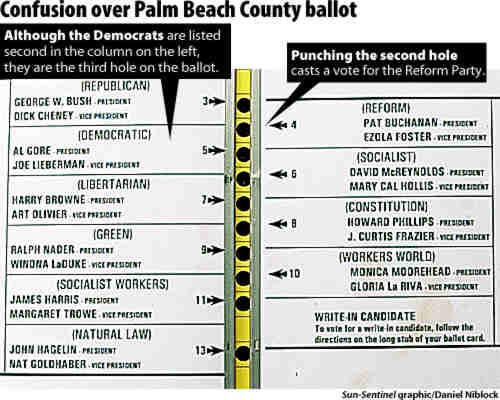 Confusion over Palm Beach County ballot
Although the Democrats are listed
second in the column on the left,
they are the third hole on the ballot.
Punching the second hole
casts a vote for the Reform Party.
(REPUBLICAN)
GEORGE W. BUSH - PRESIDENT
DICK CHENEY - VICE PRESIDENT
3
(DEMOCRATIC)
AL GORE - PRESIDENT
JOE LIEBERMAN - VICE PRESIDENT
5
(LIBERTARIAN)
HARRY BROWNE - PRESIDENT
ART OLIVIER - VICE PRESIDENT
7
(GREEN)
RALPH NADER - PRESIDENT
WINONA LaDUKE - VICE PRESIDENT
9
(SOCIALIST WORKERS)
JAMES HARRIS - PRESIDENT
MARGARET TROWE - VICE PRESIDENT
11
(NATURAL LAW)
JOHN HAGELIN - PRESIDENT
NAT GOLDHABER - VICE PRESIDENT
13
(REFORM)
4
PAT BUCHANAN - PRESIDENT
EZOLA FOSTER - VICE PRESIDENT
(SOCIALIST)
6
DAVID McREYNOLDS - PRESIDENT
MARY CAL HOLLIS - VICE PRESIDENT
(CONSTITUTION)
8
HOWARD PHILLIPS - PRESIDENT
J. CURTIS FRAZIER - VICE PRESIDENT
(WORKERS WORLD)
10
MONICA MOOREHEAD - PRESIDENT
GLORIA La RIVA - VICE PRESIDENT
WRITE-IN CANDIDATE
To vote for a write-in candidate, follow the
directions on the long stub of your ballot card.
Sun-Sentinel graphic/Daniel Niblock